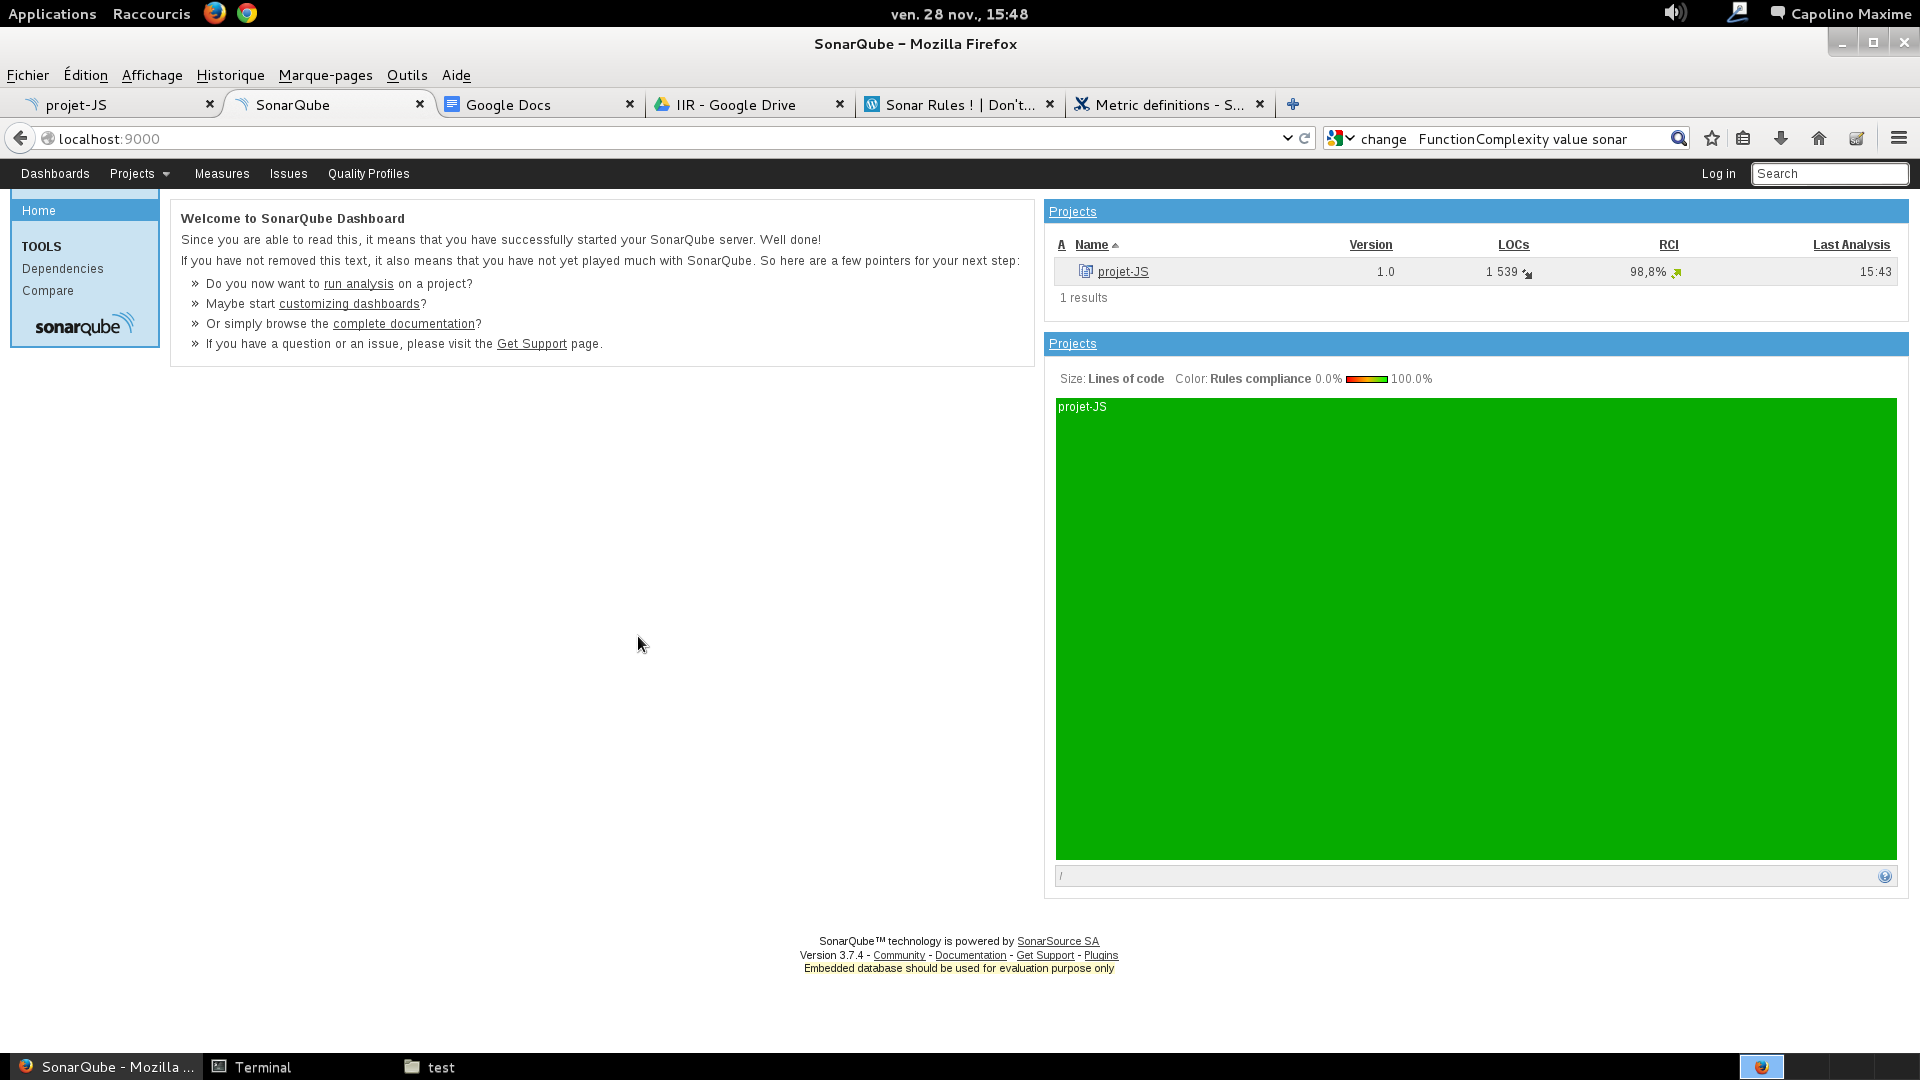 Applications Raccourcis ven. 28 nov., 15:48 Capolino Maxime
SonarQube - Mozilla Firefox
Fichier Édition Affichage Historique Marque-pages Outils Aide
projet-JS SonarQube Google Docs IIR - Google Drive Sonar Rules ! | Don't... Metric definitions - S...
localhost:9000 change FunctionComplexity value sonar
Dashboards Projects Measures Issues Quality Profiles Log in Search
Home
TOOLS
Dependencies
Compare
sonarqube
Welcome to SonarQube Dashboard
Since you are able to read this, it means that you have successfully started your SonarQube server. Well done!
If you have not removed this text, it also means that you have not yet played much with SonarQube. So here are a few pointers for your next step:
» Do you now want to run analysis on a project?
» Maybe start customizing dashboards?
» Or simply browse the complete documentation?
» If you have a question or an issue, please visit the Get Support page.
Projects
A Name Version LOCs RCI Last Analysis
projet-JS 1.0 1 539 98,8% 15:43
1 results
Projects
Size: Lines of code Color: Rules compliance 0.0% 100.0%
projet-JS
/
SonarQube™ technology is powered by SonarSource SA
Version 3.7.4 - Community - Documentation - Get Support - Plugins
Embedded database should be used for evaluation purpose only
SonarQube - Mozilla ... Terminal test